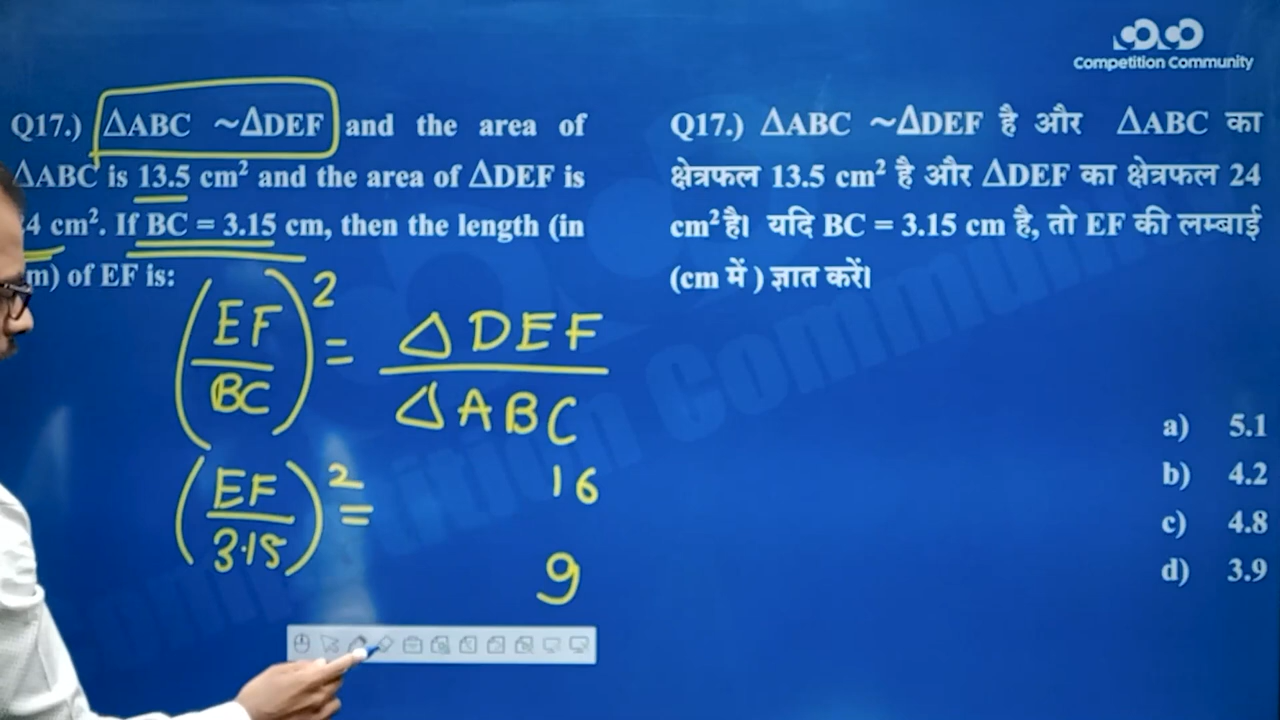 Competition Community
Q17.) ΔABC ~ΔDEF and the area of
ΔABC is 13.5 cm² and the area of ΔDEF is
4 cm². If BC = 3.15 cm, then the length (in
m) of EF is:
Q17.) ΔABC ~ΔDEF है और ΔABC का
क्षेत्रफल 13.5 cm² है और ΔDEF का क्षेत्रफल 24
cm² है। यदि BC = 3.15 cm है, तो EF की लम्बाई
(cm में ) ज्ञात करें।
(EF/BC)² = ΔDEF/ΔABC
(EF/3.15)² = 16
9
a) 5.1
b) 4.2
c) 4.8
d) 3.9